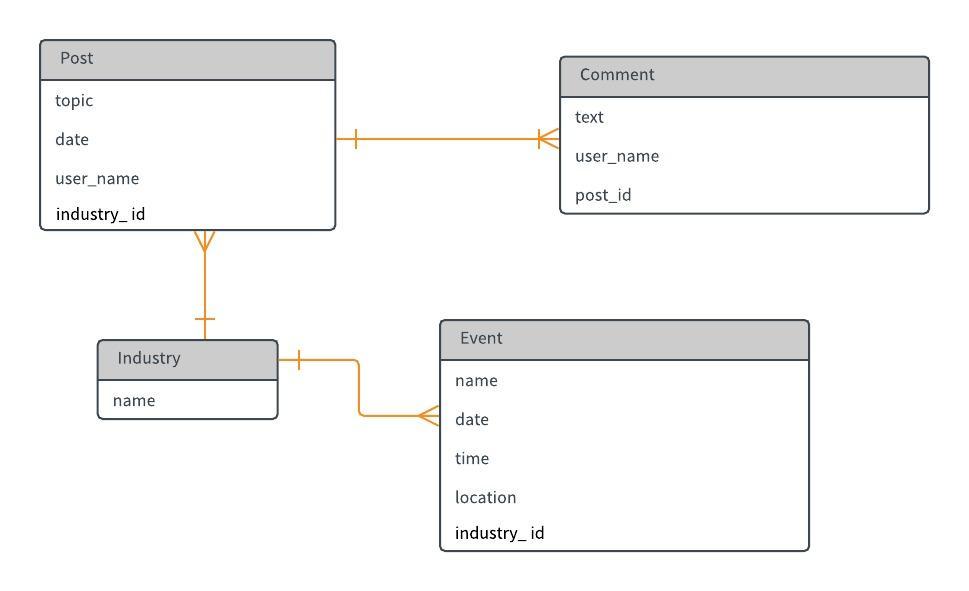 Post
topic
date
user_name
industry_ id
Comment
text
user_name
post_id
Industry
name
Event
name
date
time
location
industry_ id